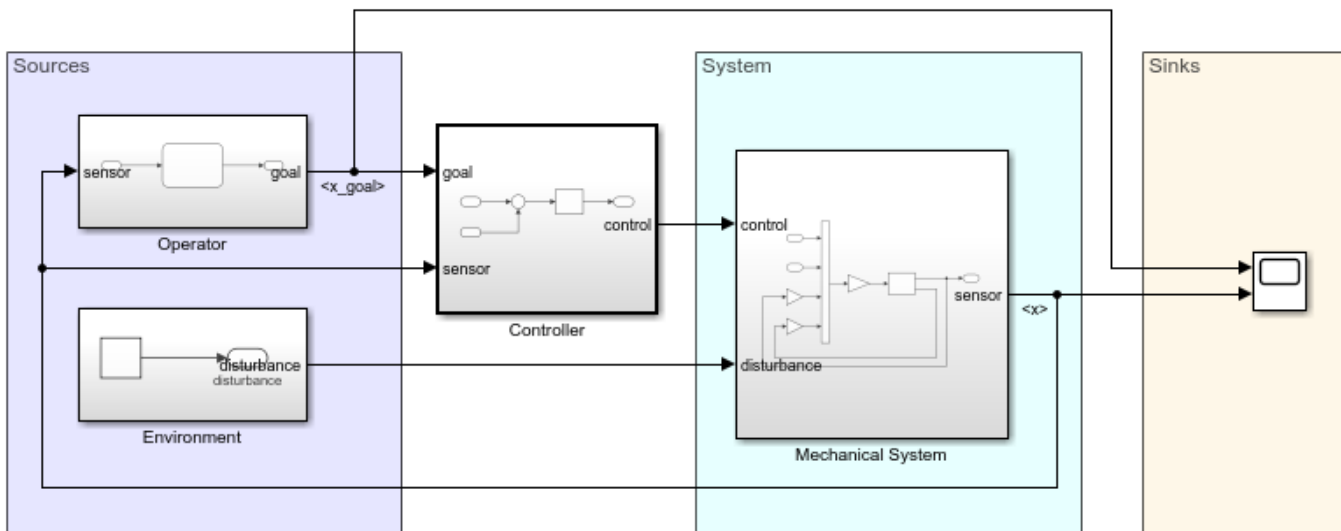 Sources
System
Sinks
sensor
goal
<x_goal>
Operator
goal
control
sensor
Controller
disturbance
disturbance
Environment
control
sensor
<x>
disturbance
Mechanical System